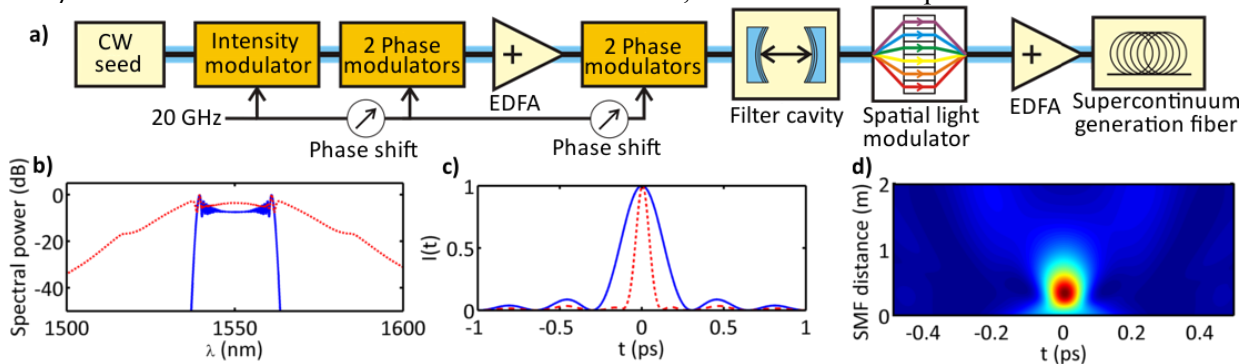 a)
CW
seed
Intensity
modulator
2 Phase
modulators
EDFA
2 Phase
modulators
Filter cavity
Spatial light
modulator
EDFA
Supercontinuum
generation fiber
20 GHz
Phase shift
Phase shift
b)
Spectral power (dB)
0
-20
-40
1500
1550
1600
λ (nm)
c)
I(t)
1
0.5
0
-1
-0.5
0
0.5
1
t (ps)
d)
SMF distance (m)
2
1
0
-0.4
-0.2
0
0.2
0.4
t (ps)